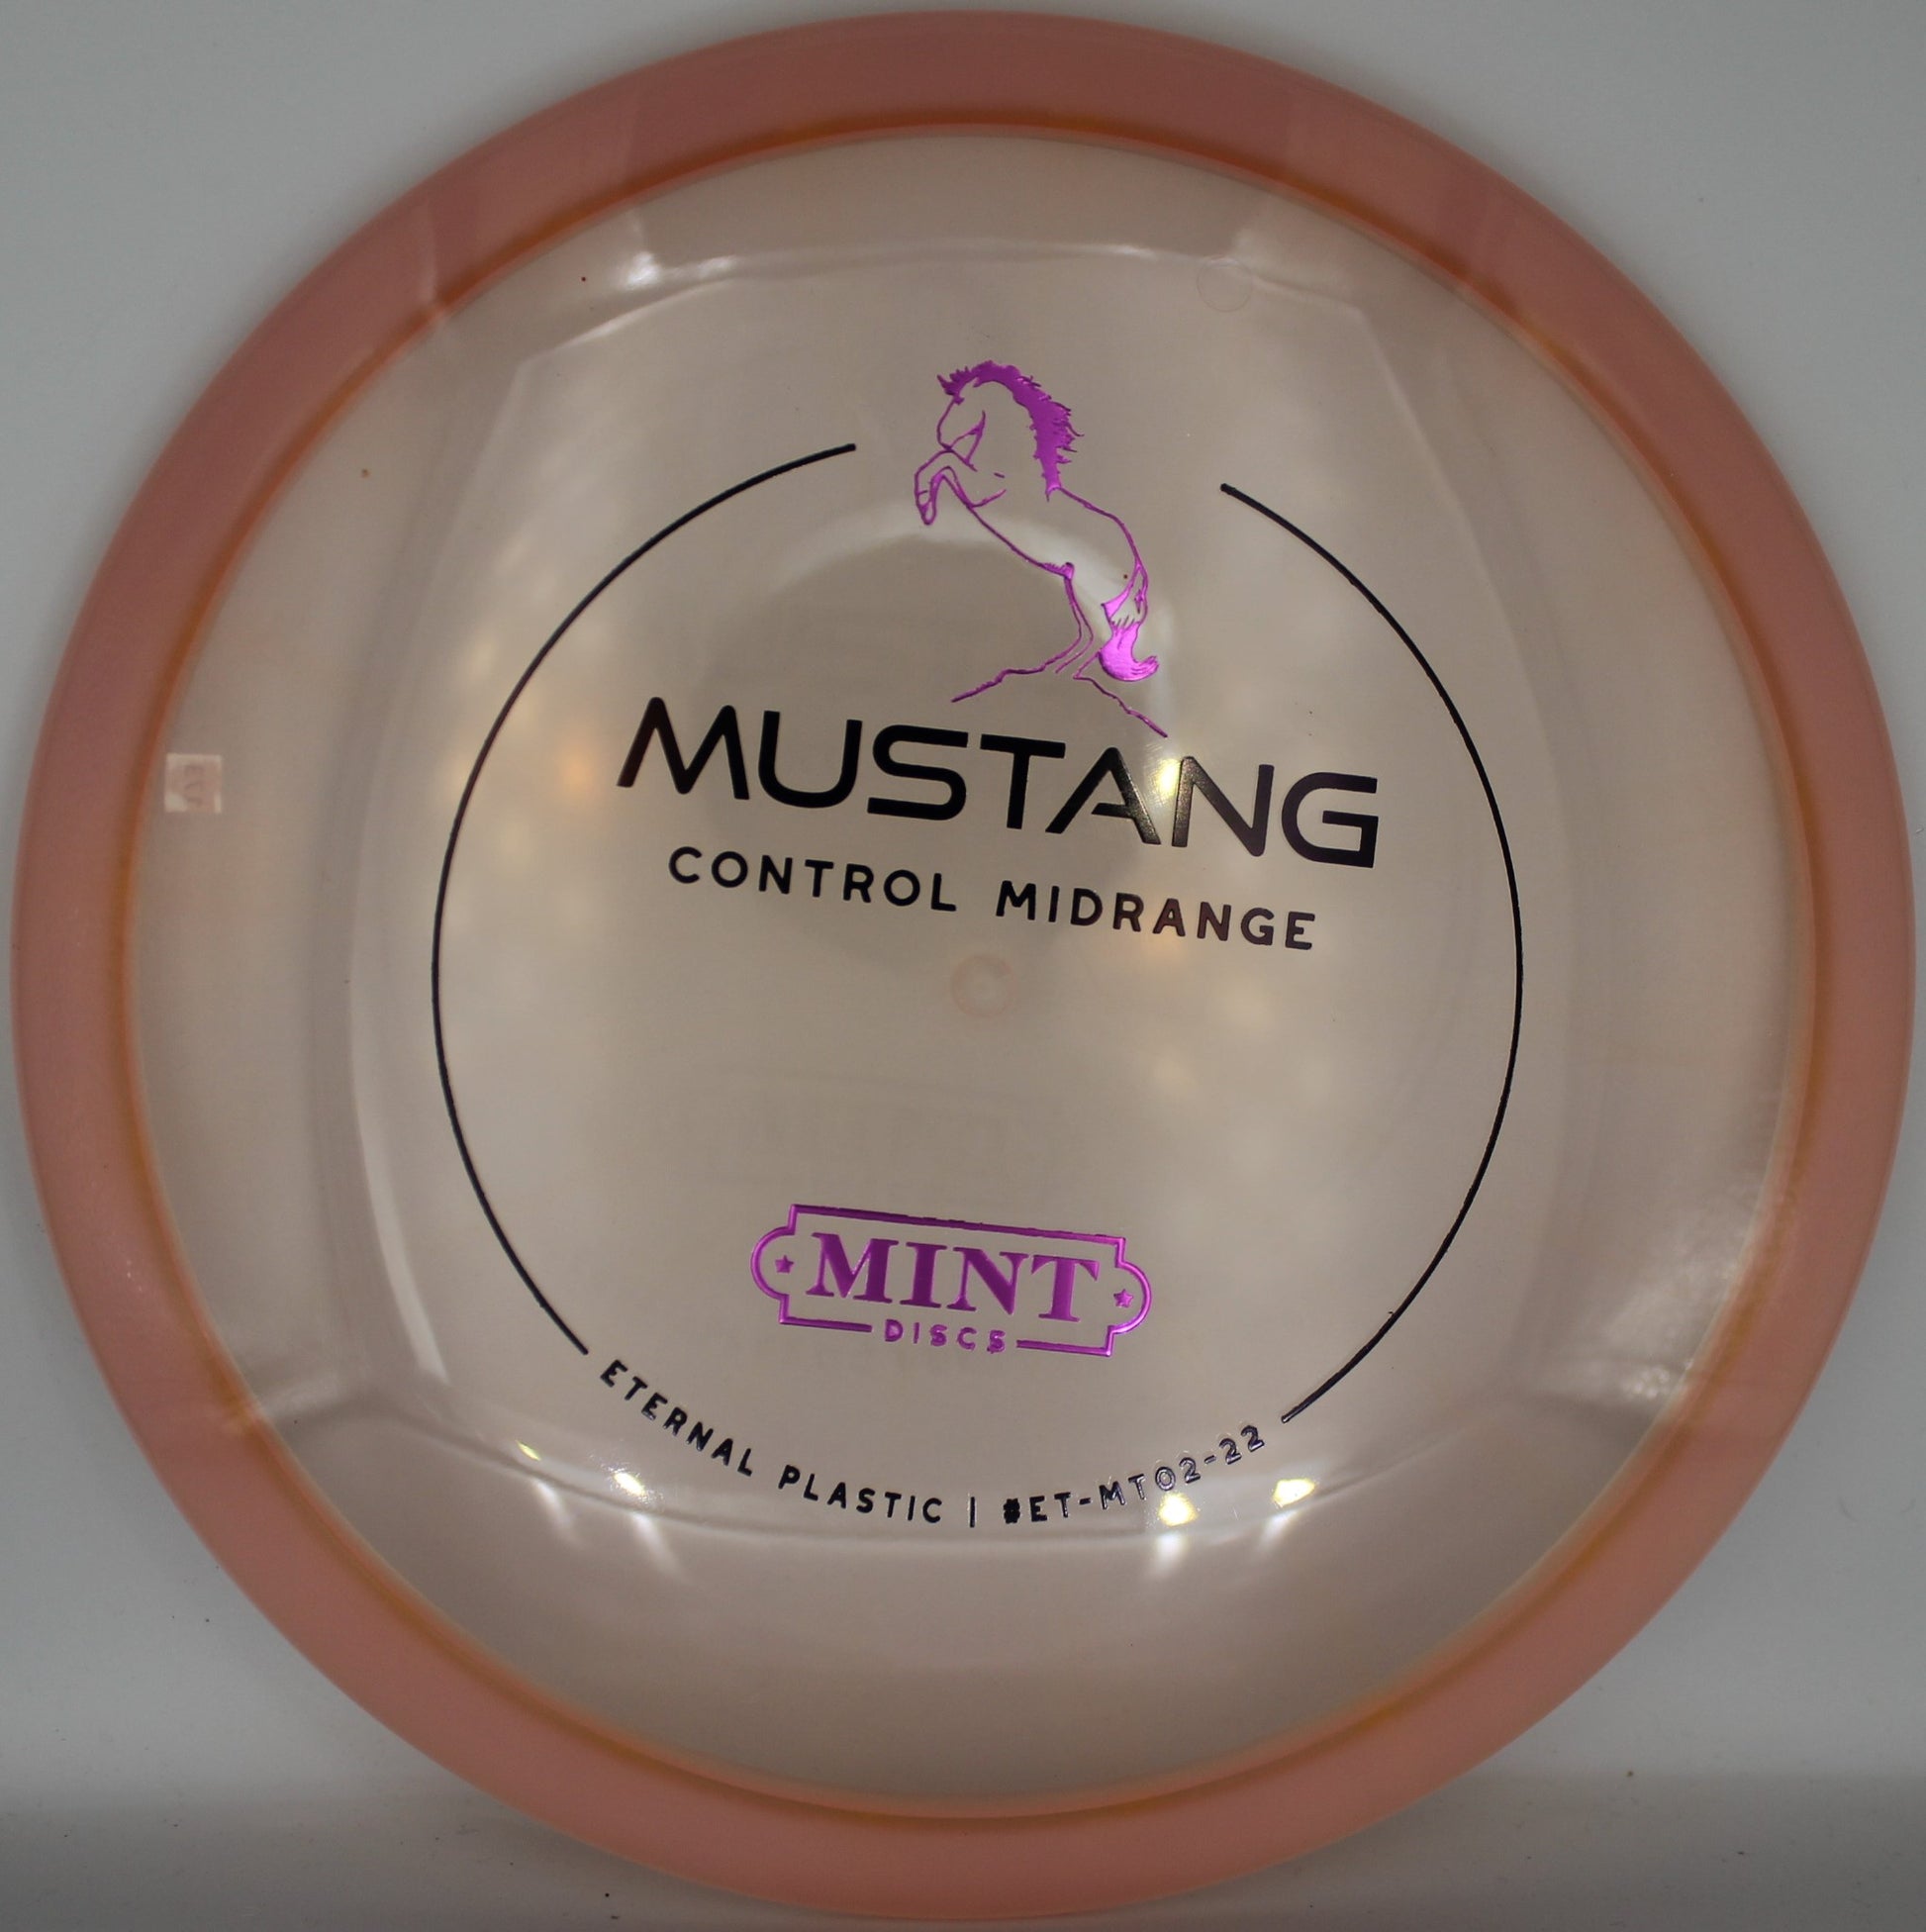 MUSTANG
CONTROL MIDRANGE
MINT
DISCS
ETERNAL PLASTIC | #ET-MT02-22